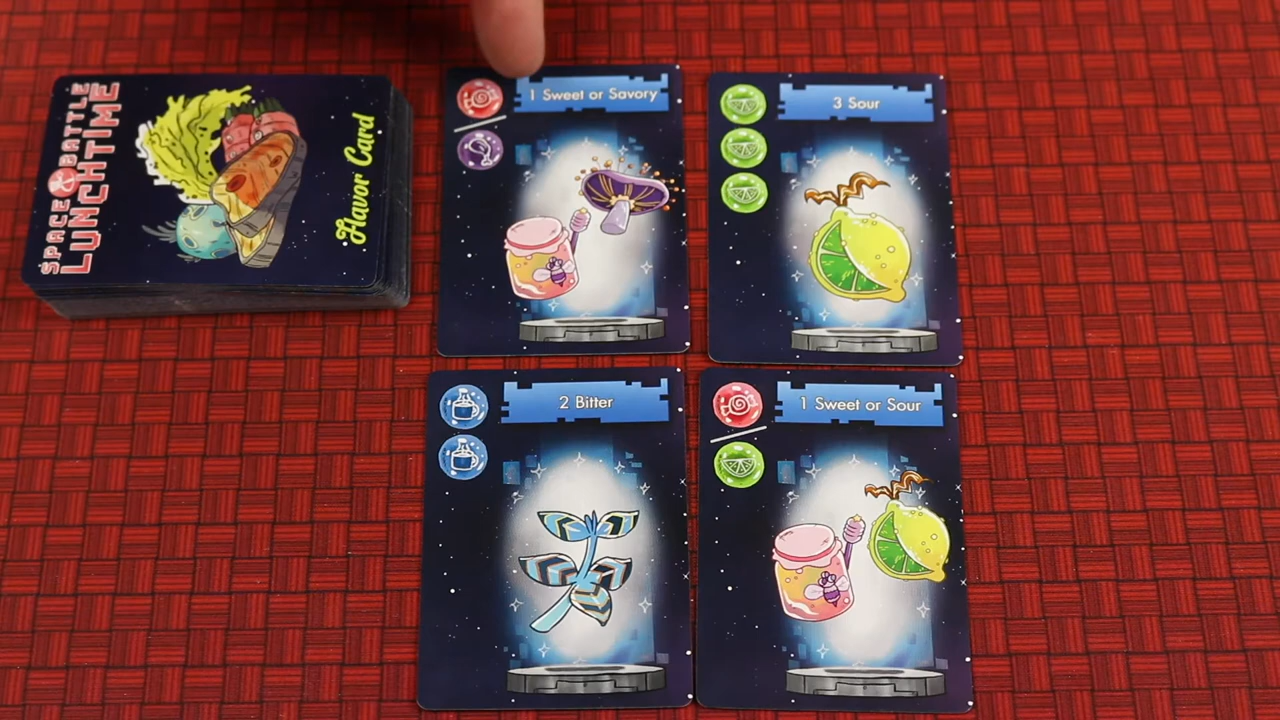 SPACE BATTLE
& LUNCHTIME
Flavor Card
1 Sweet or Savory
3 Sour
2 Bitter
1 Sweet or Sour